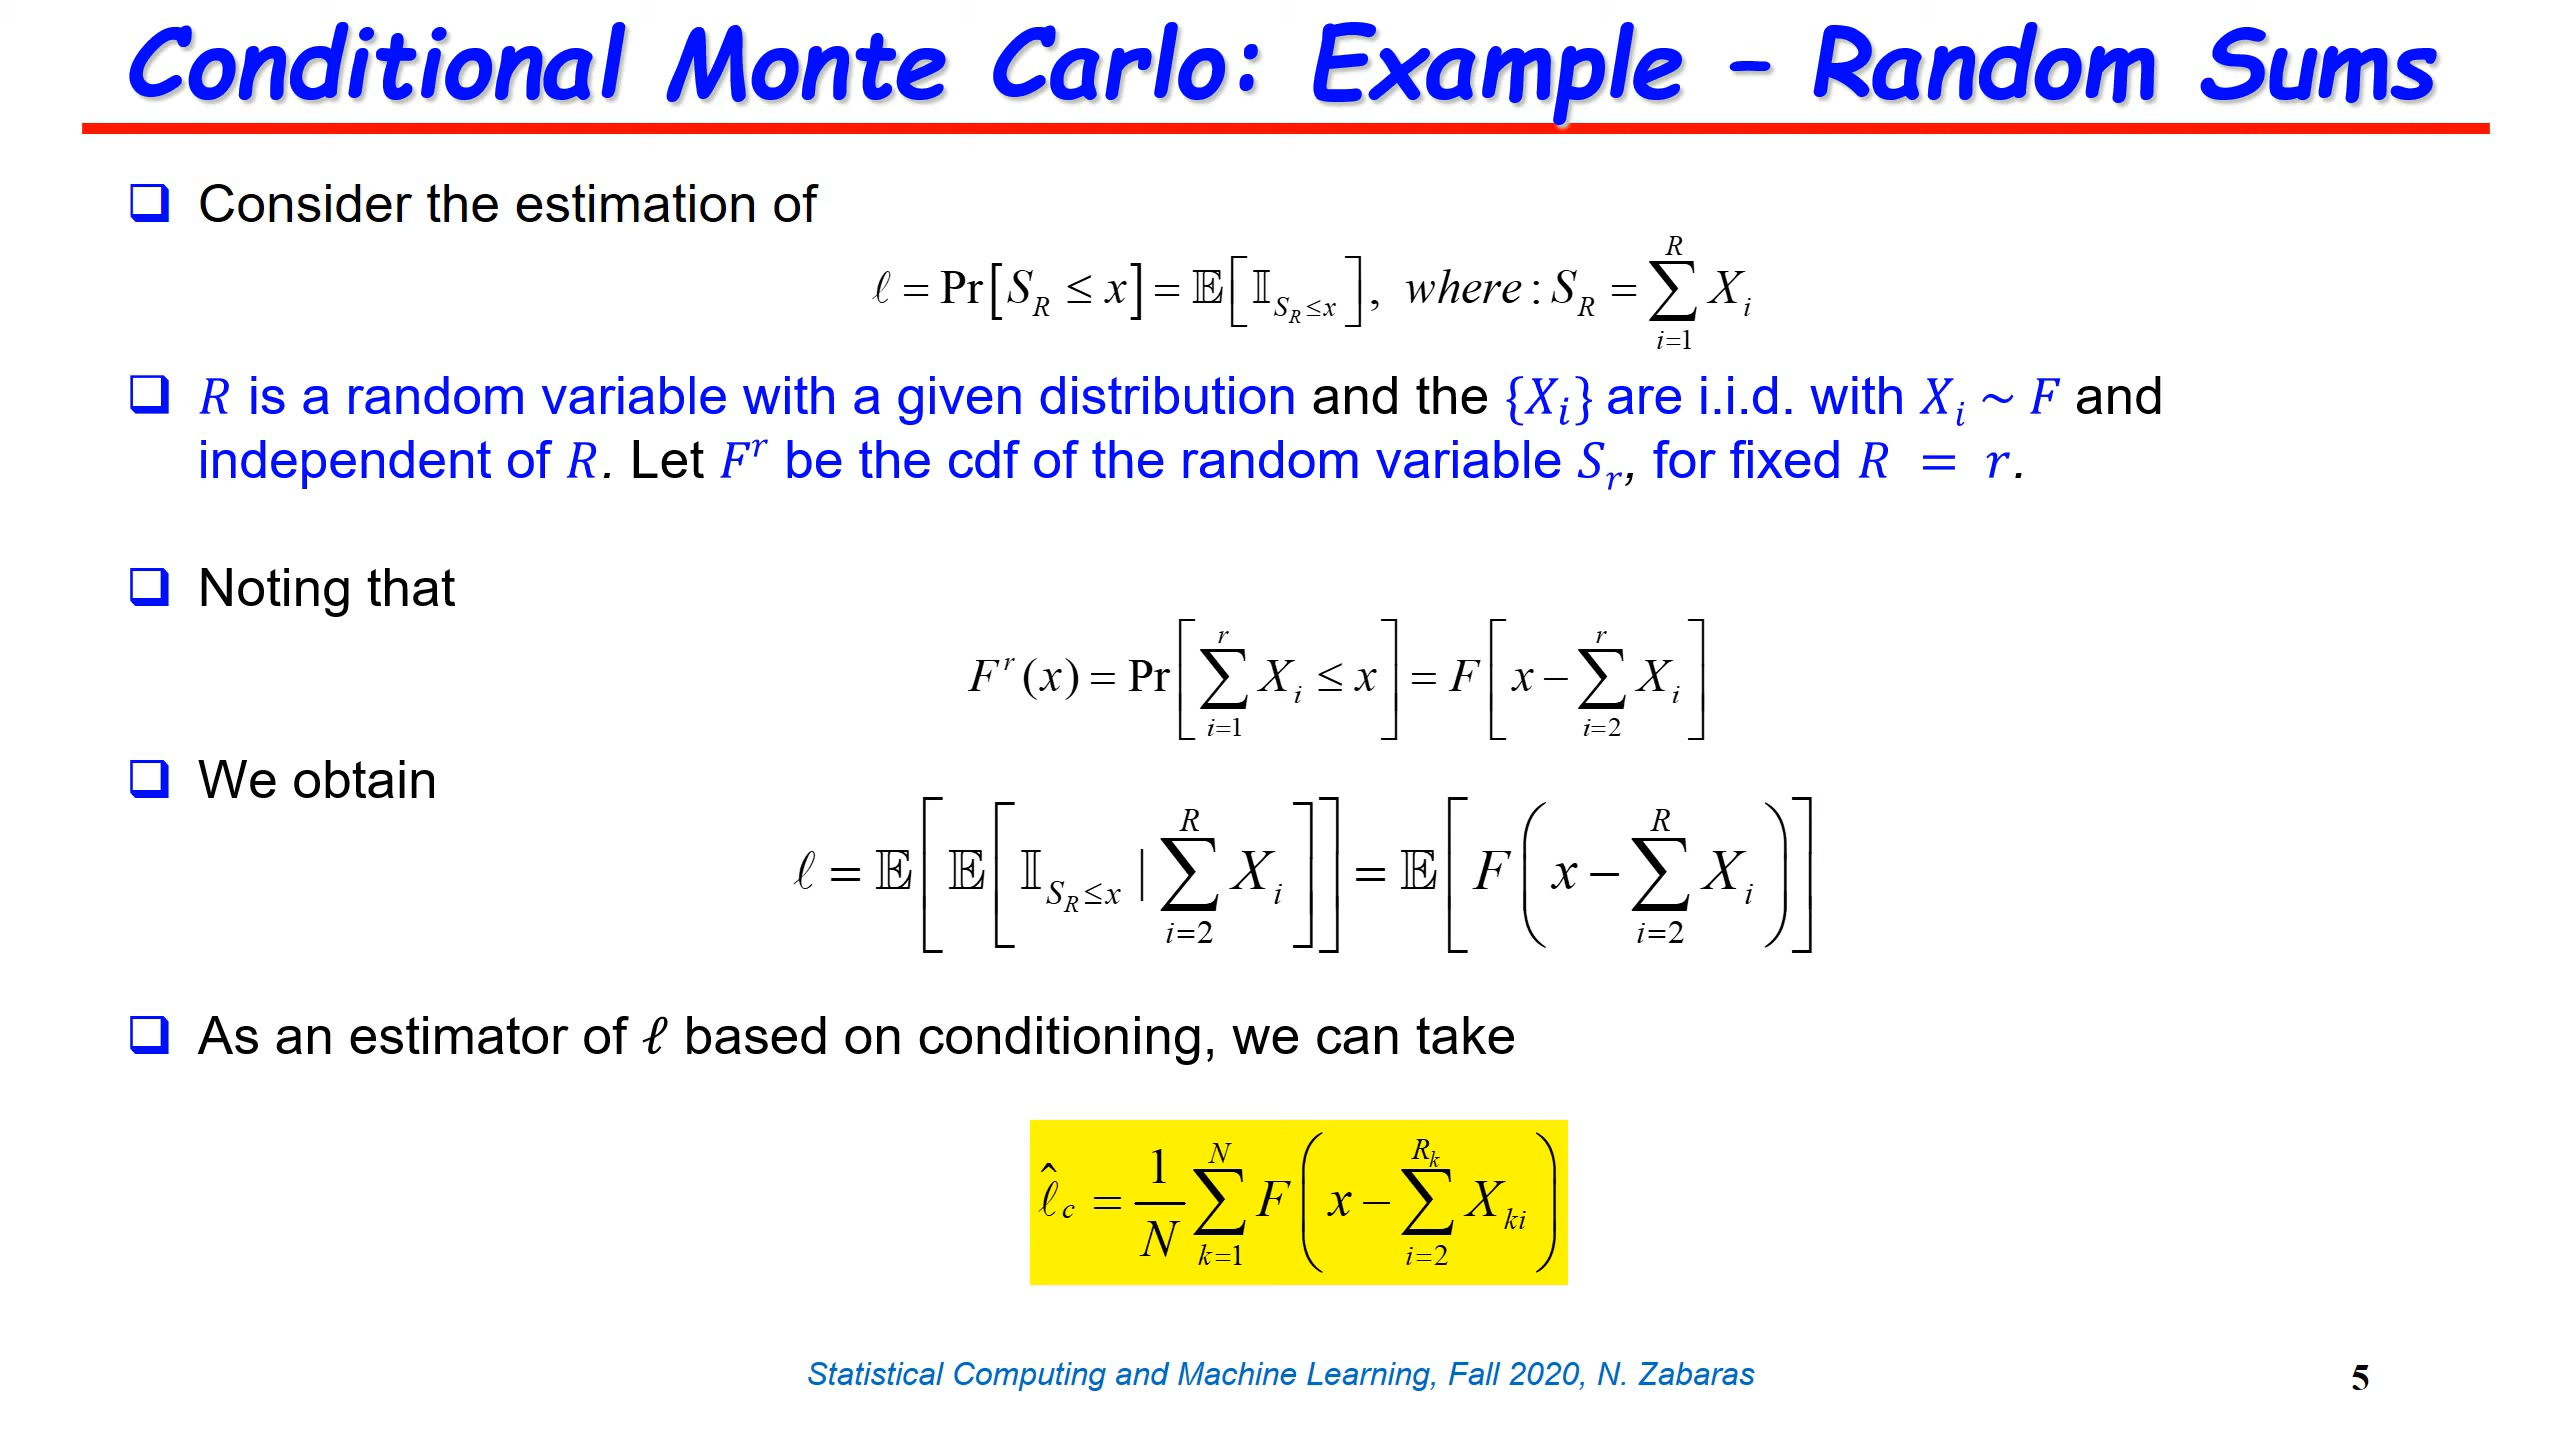 Conditional Monte Carlo: Example – Random Sums
❑ Consider the estimation of
ℓ = Pr[S_R ≤ x] = 𝔼[𝕀_{S_R ≤ x}], where: S_R = ∑_{i=1}^{R} X_i
❑ R is a random variable with a given distribution and the {X_i} are i.i.d. with X_i ~ F and
independent of R. Let F^r be the cdf of the random variable S_r, for fixed R = r.
❑ Noting that
F^r(x) = Pr[∑_{i=1}^{r} X_i ≤ x] = F[x − ∑_{i=2}^{r} X_i]
❑ We obtain
ℓ = 𝔼[𝔼[𝕀_{S_R ≤ x} | ∑_{i=2}^{R} X_i]] = 𝔼[F(x − ∑_{i=2}^{R} X_i)]
❑ As an estimator of ℓ based on conditioning, we can take
ℓ̂_c = \frac{1}{N} ∑_{k=1}^{N} F(x − ∑_{i=2}^{R_k} X_{ki})
Statistical Computing and Machine Learning, Fall 2020, N. Zabaras
5